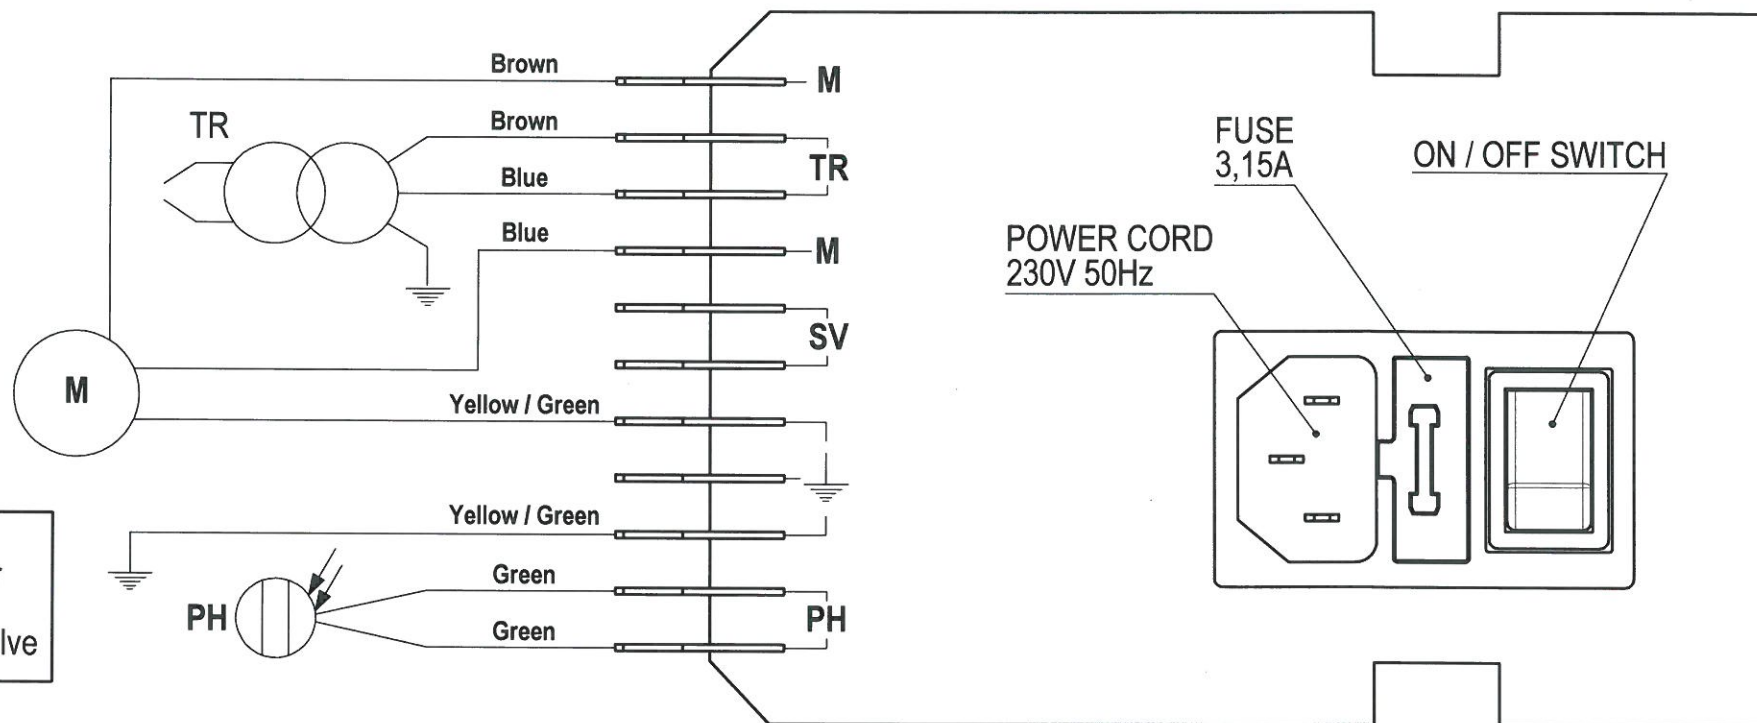 Brown
M
TR
Brown
TR
Blue
Blue
M
SV
M
Yellow / Green
Yellow / Green
Green
PH
PH
Green
lve
FUSE
3,15A
ON / OFF SWITCH
POWER CORD
230V 50Hz